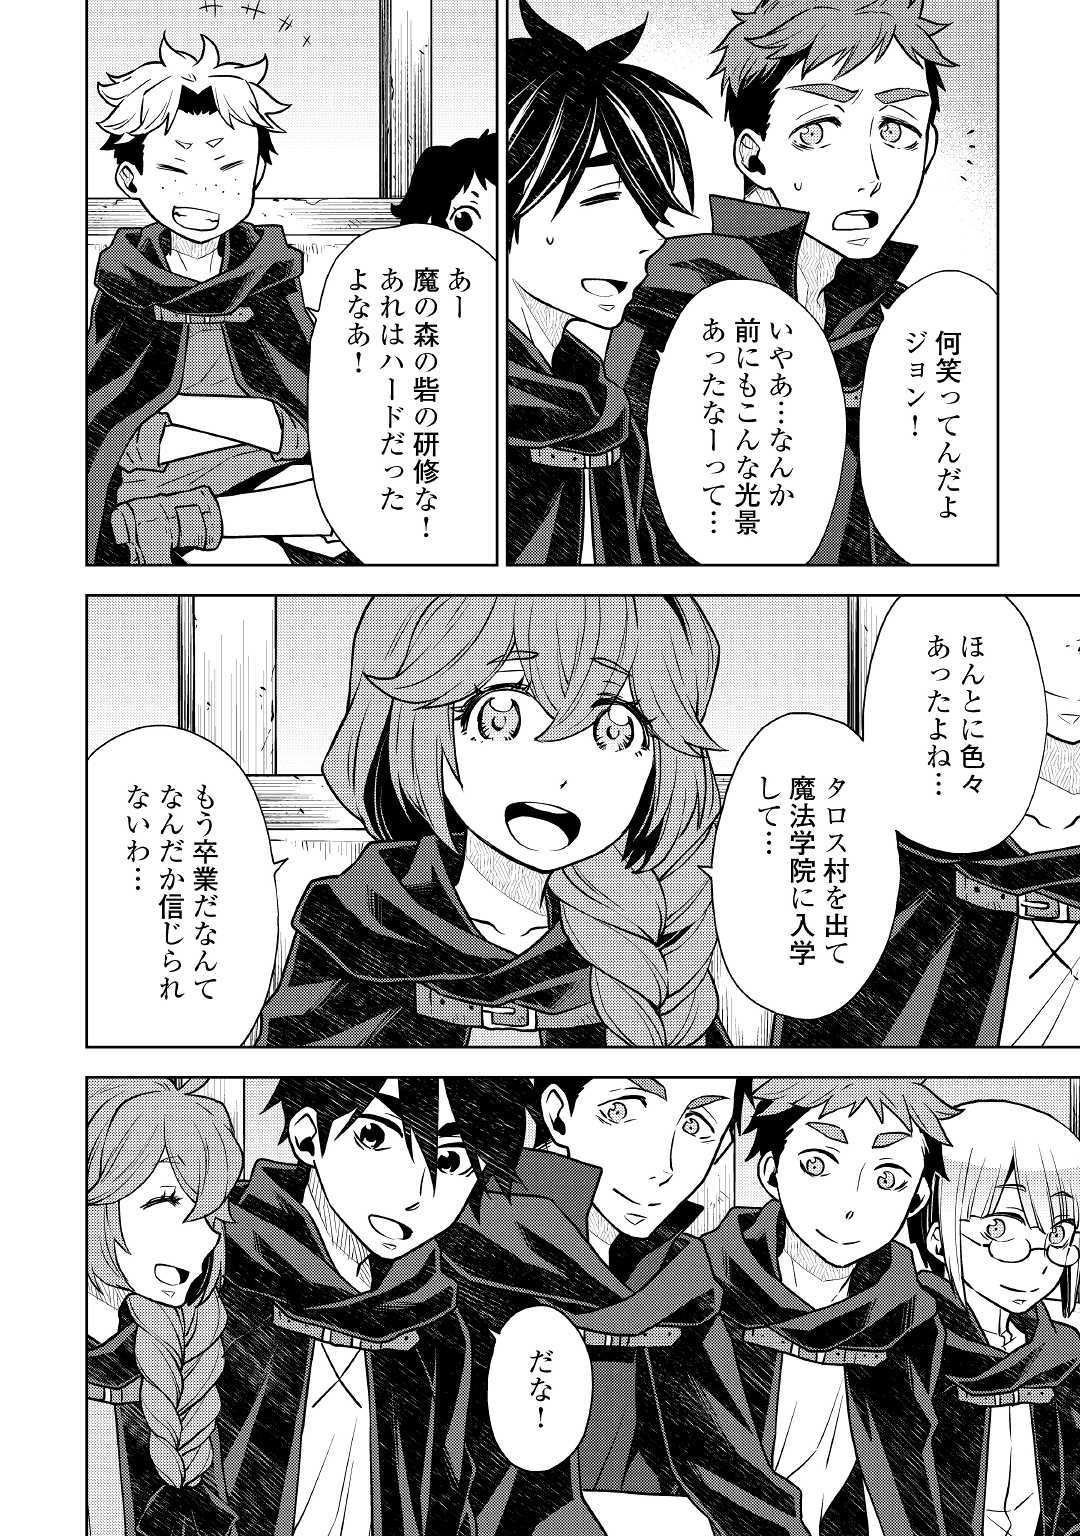 何笑ってんだよ
ジョン！
いやあ…なんか
前にもこんな光景
あったなーって…
あー
魔の森の砦の研修な！
あれはハードだった
よなあ！
ほんとに色々
あったよね…
タロス村を出て
魔法学院に入学
して…
もう卒業だなんて
なんだか信じられ
ないわ…
だな！